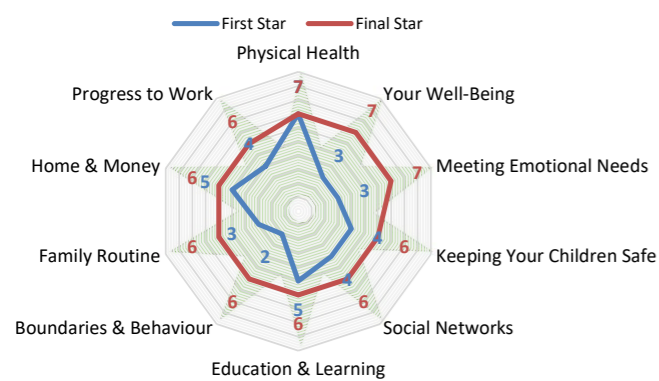 First Star Final Star
Physical Health
7
Progress to Work Your Well-Being
6 7
4 3
Home & Money Meeting Emotional Needs
6 5 3 7
Family Routine Keeping Your Children Safe
6 3 4 6
2 4
Boundaries & Behaviour Social Networks
6 6
5
6
Education & Learning